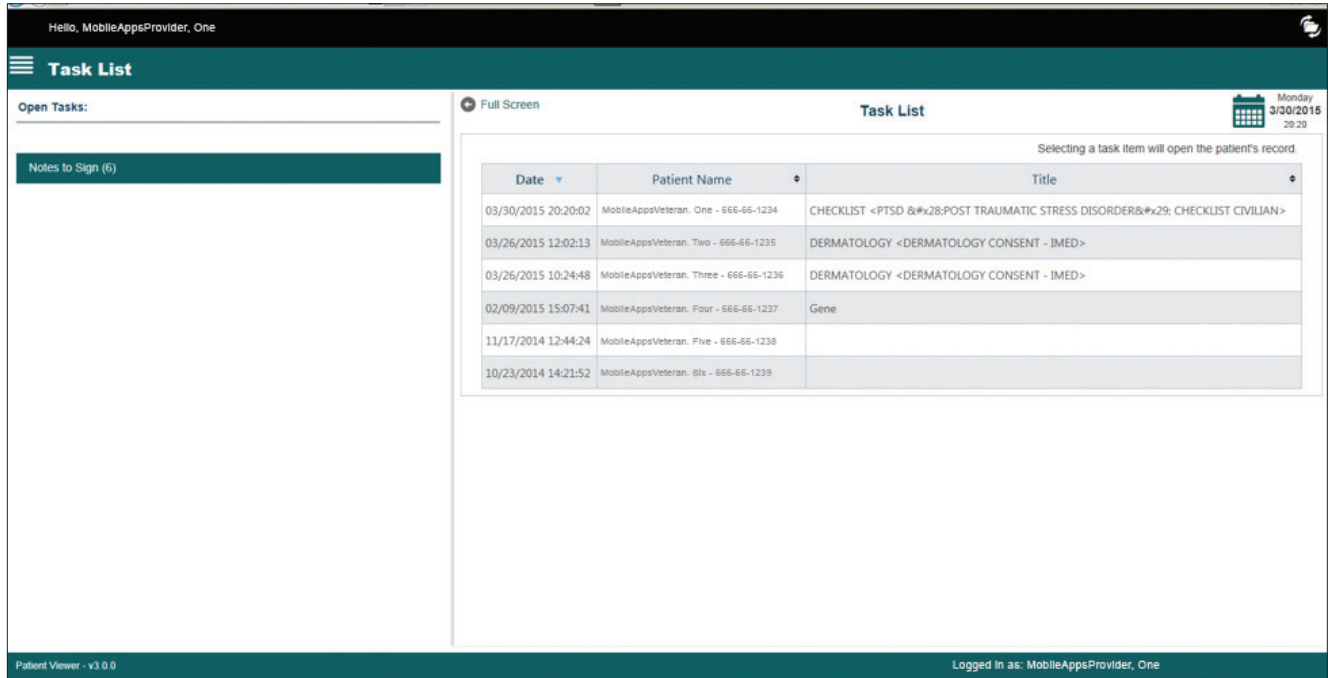 Hello, MobileAppsProvider, One
Task List
Open Tasks:
Notes to Sign (6)
Full Screen
Task List
Monday
3/30/2015
20:20
Selecting a task item will open the patient's record.
Date Patient Name Title
03/30/2015 20:20:02 MobileAppsVeteran. One - 666-66-1234 CHECKLIST <PTSD &#x28;POST TRAUMATIC STRESS DISORDER&#x29; CHECKLIST CIVILIAN>
03/26/2015 12:02:13 MobileAppsVeteran. Two - 666-66-1235 DERMATOLOGY <DERMATOLOGY CONSENT - IMED>
03/26/2015 10:24:48 MobileAppsVeteran. Three - 666-66-1236 DERMATOLOGY <DERMATOLOGY CONSENT - IMED>
02/09/2015 15:07:41 MobileAppsVeteran. Four - 666-66-1237 Gene
11/17/2014 12:44:24 MobileAppsVeteran. Five - 666-66-1238
10/23/2014 14:21:52 MobileAppsVeteran. Six - 666-66-1239
Patient Viewer - v3.0.0 Logged in as: MobileAppsProvider, One